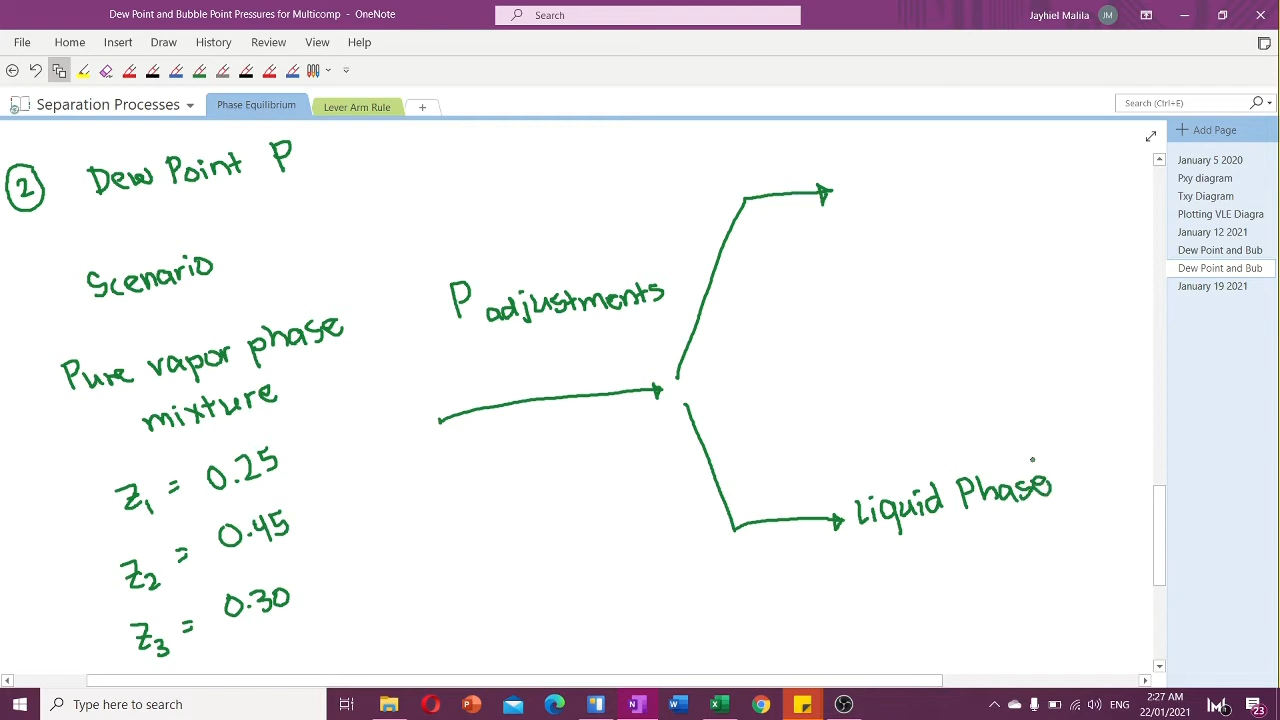 Dew Point and Bubble Point Pressures for Multicomp - OneNote
Search
Jayhiel Malila JM
File Home Insert Draw History Review View Help
Separation Processes
Phase Equilibrium
Lever Arm Rule
Search (Ctrl+E)
Add Page
January 5 2020
Pxy diagram
Txy Diagram
Plotting VLE Diagra
January 12 2021
Dew Point and Bub
Dew Point and Bub
January 19 2021
2 Dew Point P
Scenario
Pure vapor phase
mixture
z1 = 0.25
z2 = 0.45
z3 = 0.30
P adjustments
Liquid Phase
Type here to search
2:27 AM
22/01/2021
23